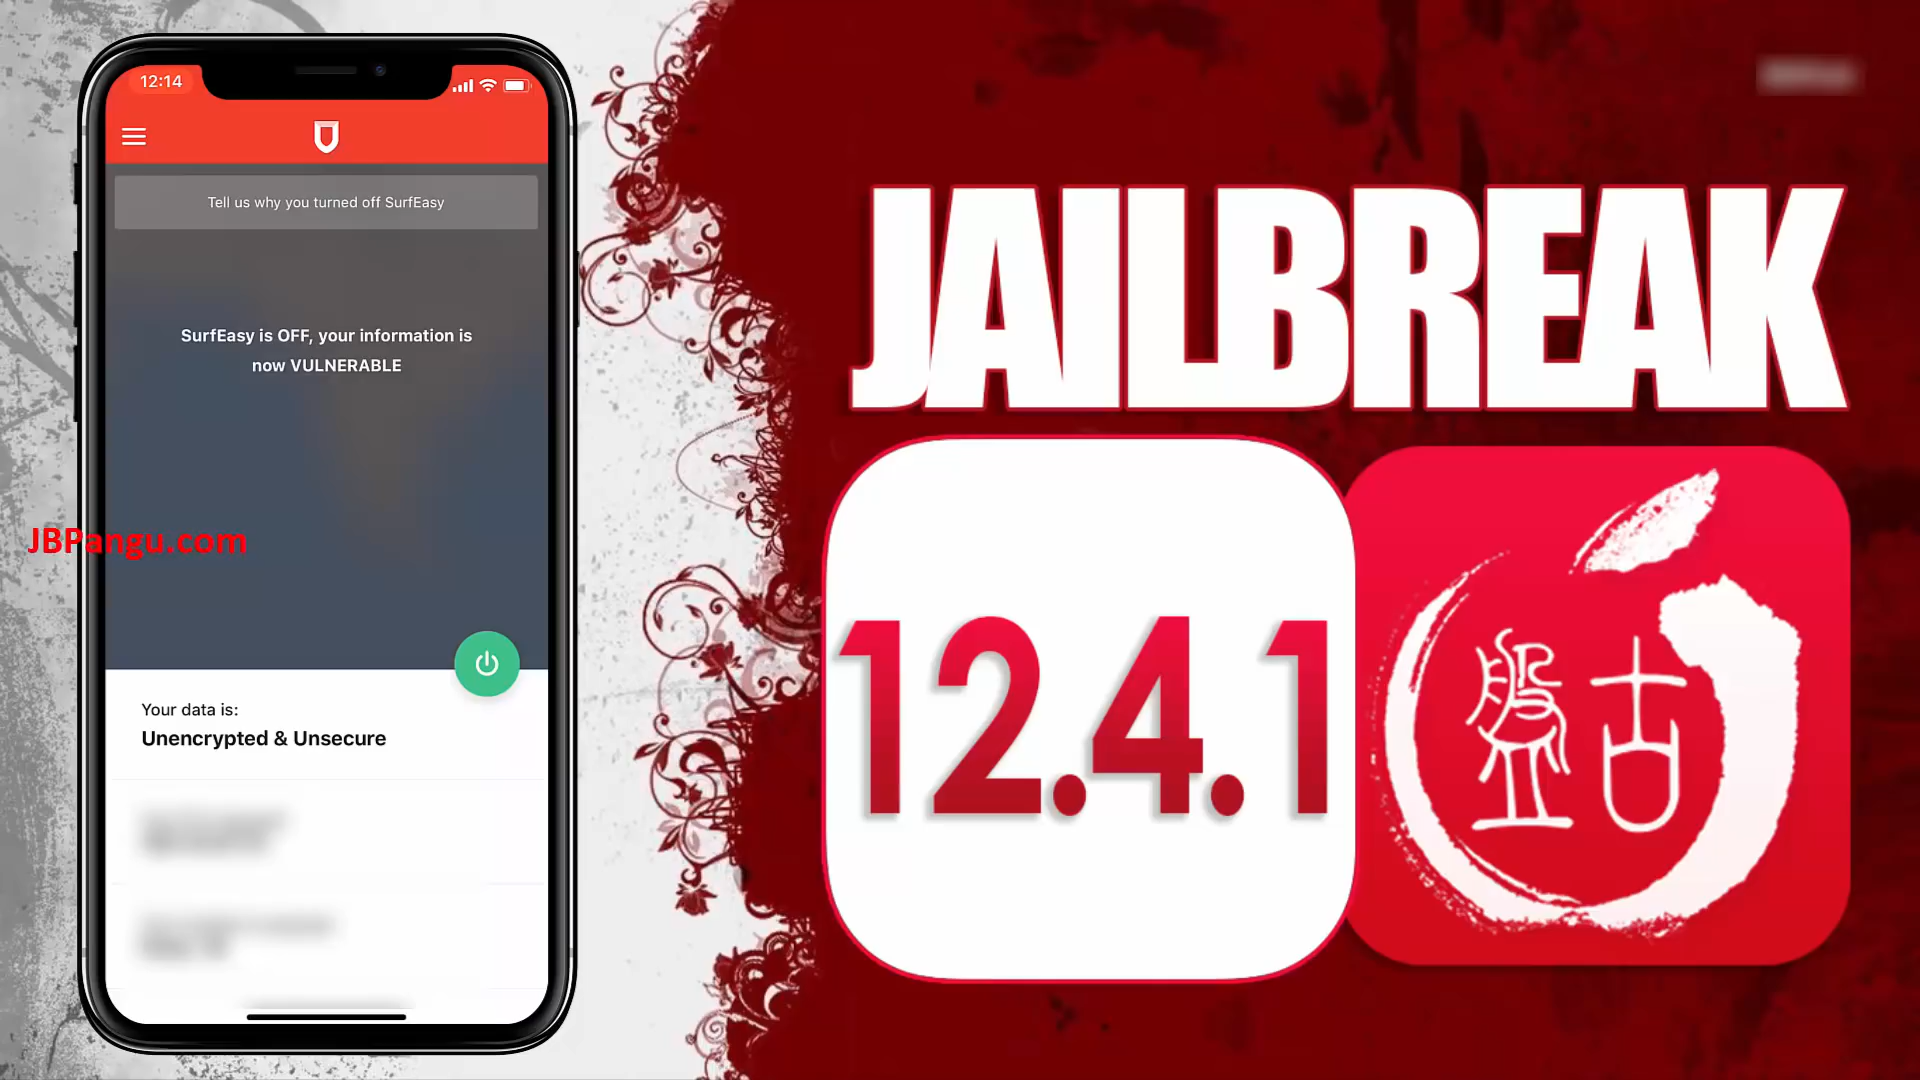 12:14
Tell us why you turned off SurfEasy
SurfEasy is OFF, your information is
now VULNERABLE
JBPangu.com
Your data is:
Unencrypted & Unsecure
JAILBREAK
12.4.1
盤古